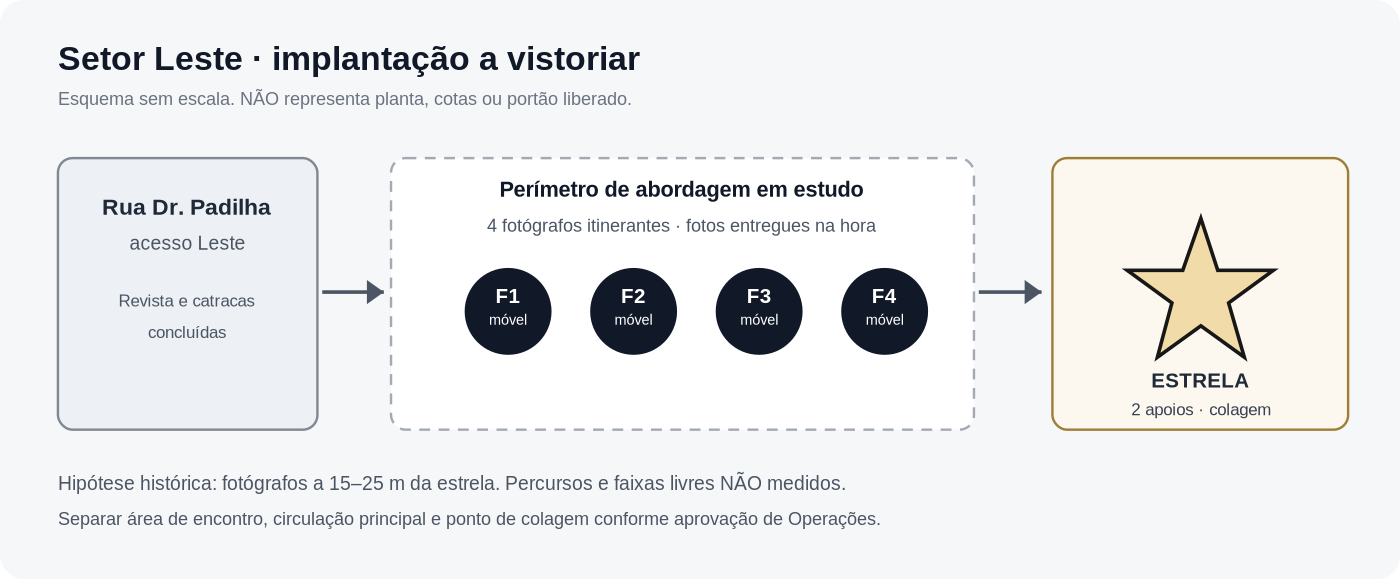 Setor Leste · implantação a vistoriar
Esquema sem escala. NÃO representa planta, cotas ou portão liberado.
Rua Dr. Padilha
acesso Leste
Revista e catracas
concluídas
Perímetro de abordagem em estudo
4 fotógrafos itinerantes · fotos entregues na hora
F1
móvel
F2
móvel
F3
móvel
F4
móvel
ESTRELA
2 apoios · colagem
Hipótese histórica: fotógrafos a 15–25 m da estrela. Percursos e faixas livres NÃO medidos.
Separar área de encontro, circulação principal e ponto de colagem conforme aprovação de Operações.